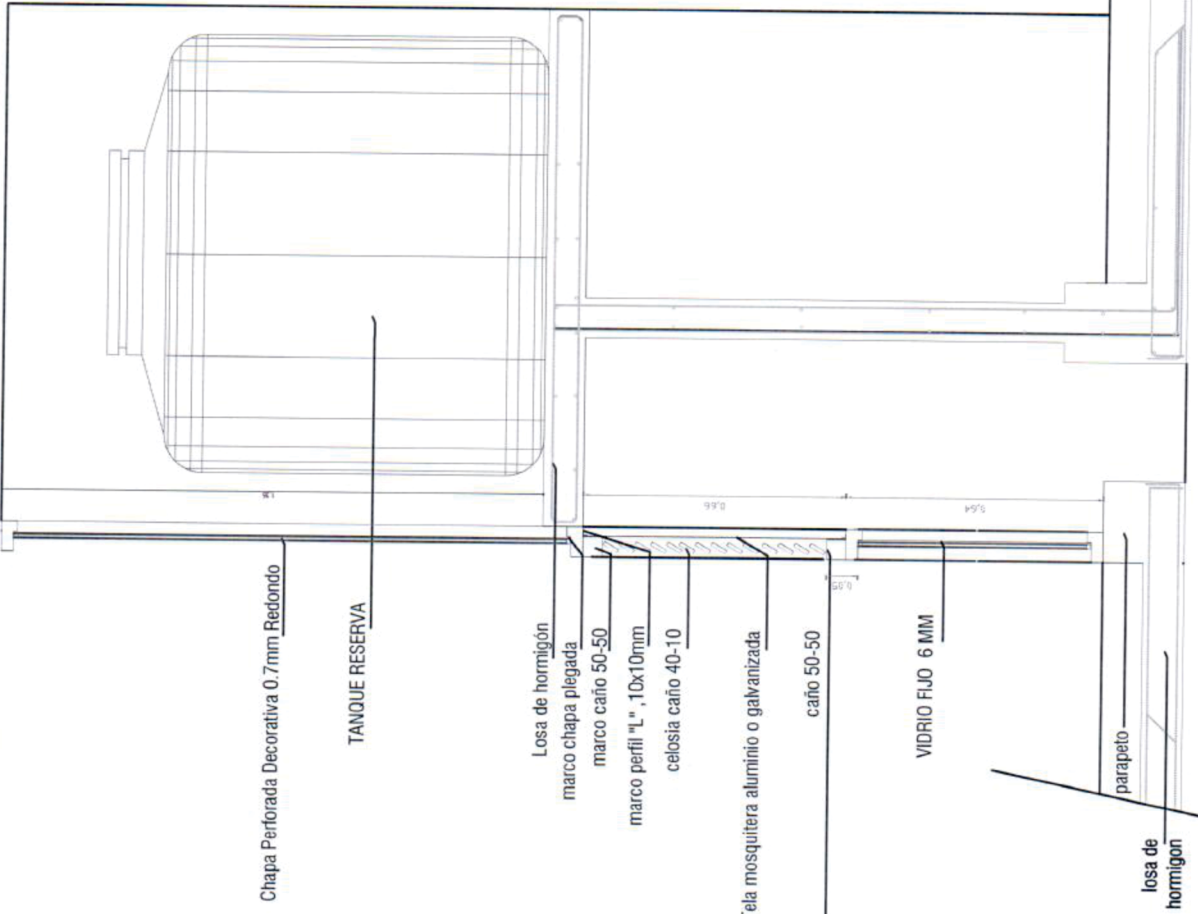 Chapa Perforada Decorativa 0.7mm Redondo
TANQUE RESERVA
Losa de hormigón
marco chapa plegada
marco caño 50-50
marco perfil "L" ,10x10mm
celosia caño 40-10
Tela mosquitera aluminio o galvanizada
caño 50-50
VIDRIO FIJO 6 MM
parapeto
losa de
hormigon
0,66
0,05